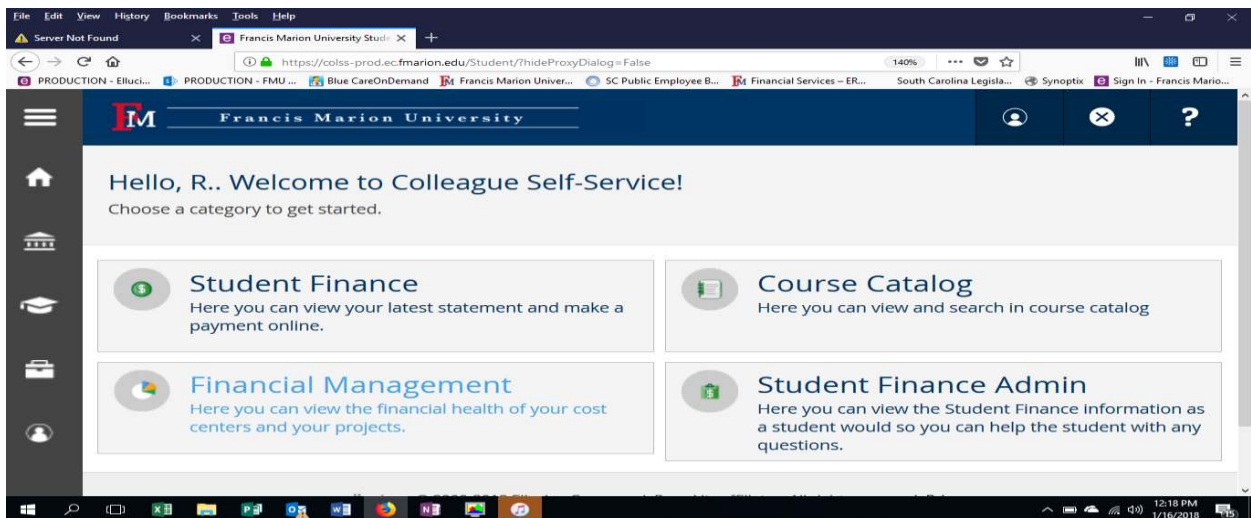 File Edit View History Bookmarks Tools Help
Server Not Found
Francis Marion University Stude
https://colss-prod.ec.fmarion.edu/Student/?hideProxyDialog=False
140%
PRODUCTION - Elluci... PRODUCTION - FMU ... Blue CareOnDemand Francis Marion Univer... SC Public Employee B... Financial Services – ER... South Carolina Legisla... Synoptix Sign In - Francis Mario...
FM Francis Marion University
?
Hello, R.. Welcome to Colleague Self-Service!
Choose a category to get started.
Student Finance
Here you can view your latest statement and make a
payment online.
Course Catalog
Here you can view and search in course catalog
Financial Management
Here you can view the financial health of your cost
centers and your projects.
Student Finance Admin
Here you can view the Student Finance information as
a student would so you can help the student with any
questions.
12:18 PM
1/16/2018